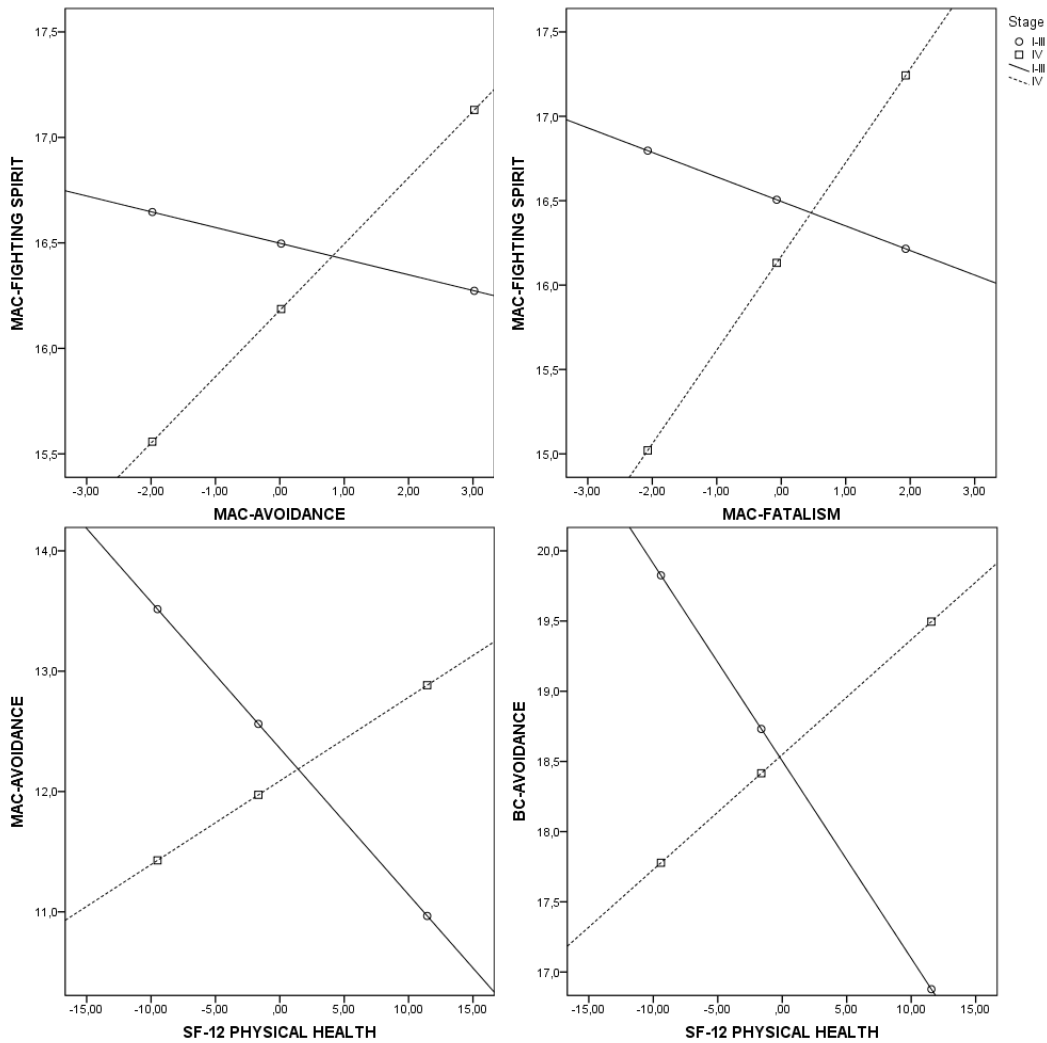 17,5
17,0
16,5
16,0
15,5
MAC-FIGHTING SPIRIT
-3,00 -2,00 -1,00 ,00 1,00 2,00 3,00
MAC-AVOIDANCE
17,5
17,0
16,5
16,0
15,5
15,0
MAC-FIGHTING SPIRIT
-3,00 -2,00 -1,00 ,00 1,00 2,00 3,00
MAC-FATALISM
Stage
I-III
IV
I-III
IV
14,0
13,0
12,0
11,0
MAC-AVOIDANCE
-15,00 -10,00 -5,00 ,00 5,00 10,00 15,00
SF-12 PHYSICAL HEALTH
20,0
19,5
19,0
18,5
18,0
17,5
17,0
BC-AVOIDANCE
-15,00 -10,00 -5,00 ,00 5,00 10,00 15,00
SF-12 PHYSICAL HEALTH